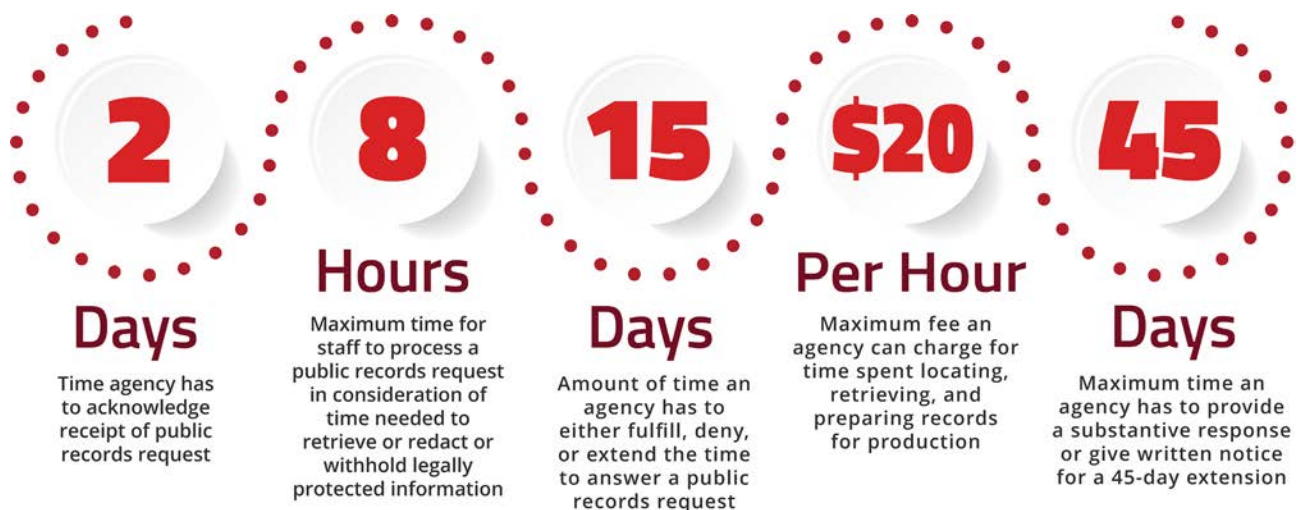 2
Days
Time agency has
to acknowledge
receipt of public
records request
8
Hours
Maximum time for
staff to process a
public records request
in consideration of
time needed to
retrieve or redact or
withhold legally
protected information
15
Days
Amount of time an
agency has to
either fulfill, deny,
or extend the time
to answer a public
records request
$20
Per Hour
Maximum fee an
agency can charge for
time spent locating,
retrieving, and
preparing records
for production
45
Days
Maximum time an
agency has to provide
a substantive response
or give written notice
for a 45-day extension